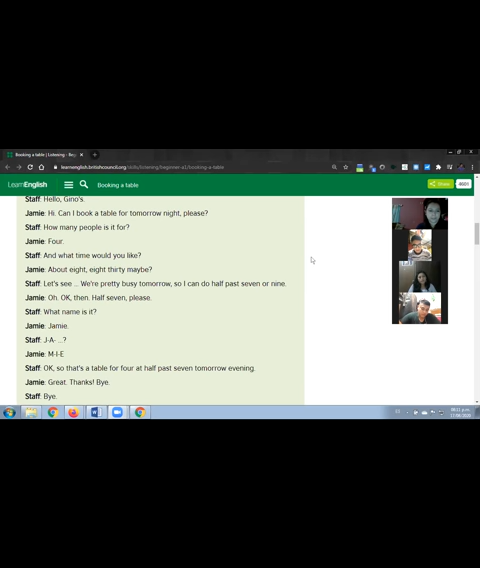 Booking a table | Listening - Beg
learnenglish.britishcouncil.org/skills/listening/beginner-a1/booking-a-table
LearnEnglish
Booking a table
Share
Staff: Hello, Gino's.
Jamie: Hi. Can I book a table for tomorrow night, please?
Staff: How many people is it for?
Jamie: Four.
Staff: And what time would you like?
Jamie: About eight, eight thirty maybe?
Staff: Let's see ... We're pretty busy tomorrow, so I can do half past seven or nine.
Jamie: Oh. OK, then. Half seven, please.
Staff: What name is it?
Jamie: Jamie.
Staff: J-A- ...?
Jamie: M-I-E
Staff: OK, so that's a table for four at half past seven tomorrow evening.
Jamie: Great. Thanks! Bye.
Staff: Bye.
ES